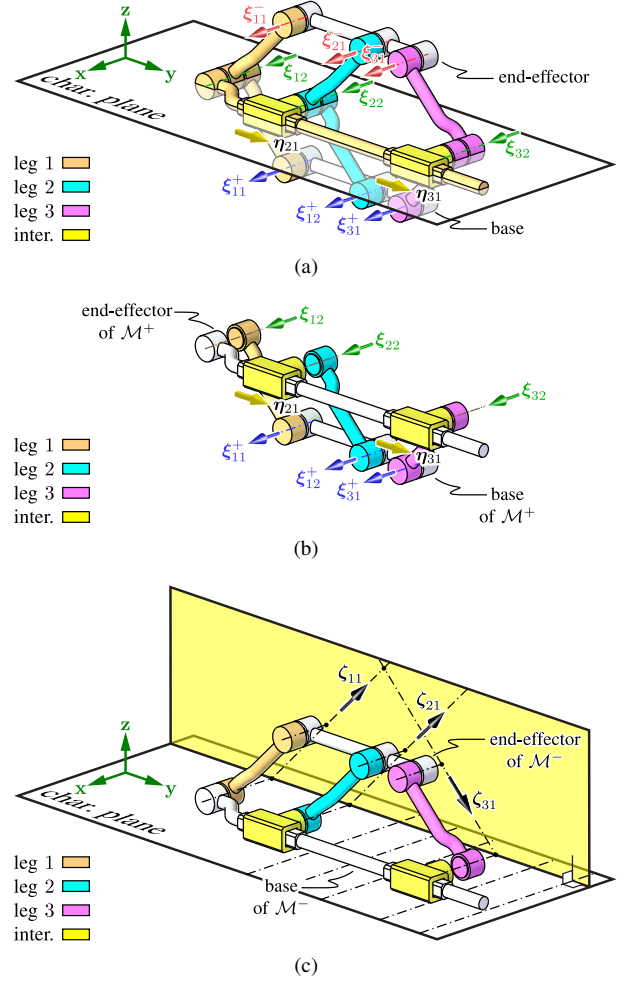 z
x
y
char. plane
ξ₁₁⁻
ξ₂₁⁻
ξ₃₁⁻
end-effector
ξ₁₂
ξ₂₂
ξ₃₂
η₂₁
η₃₁
ξ₁₁⁺
ξ₁₂⁺
ξ₃₁⁺
base
leg 1
leg 2
leg 3
inter.
(a)
end-effector
of ℳ⁺
ξ₁₂
ξ₂₂
ξ₃₂
η₂₁
η₃₁
ξ₁₁⁺
ξ₁₂⁺
ξ₃₁⁺
base
of ℳ⁺
leg 1
leg 2
leg 3
inter.
(b)
z
x
y
char. plane
ζ₁₁
ζ₂₁
end-effector
of ℳ⁻
ζ₃₁
base
of ℳ⁻
leg 1
leg 2
leg 3
inter.
(c)